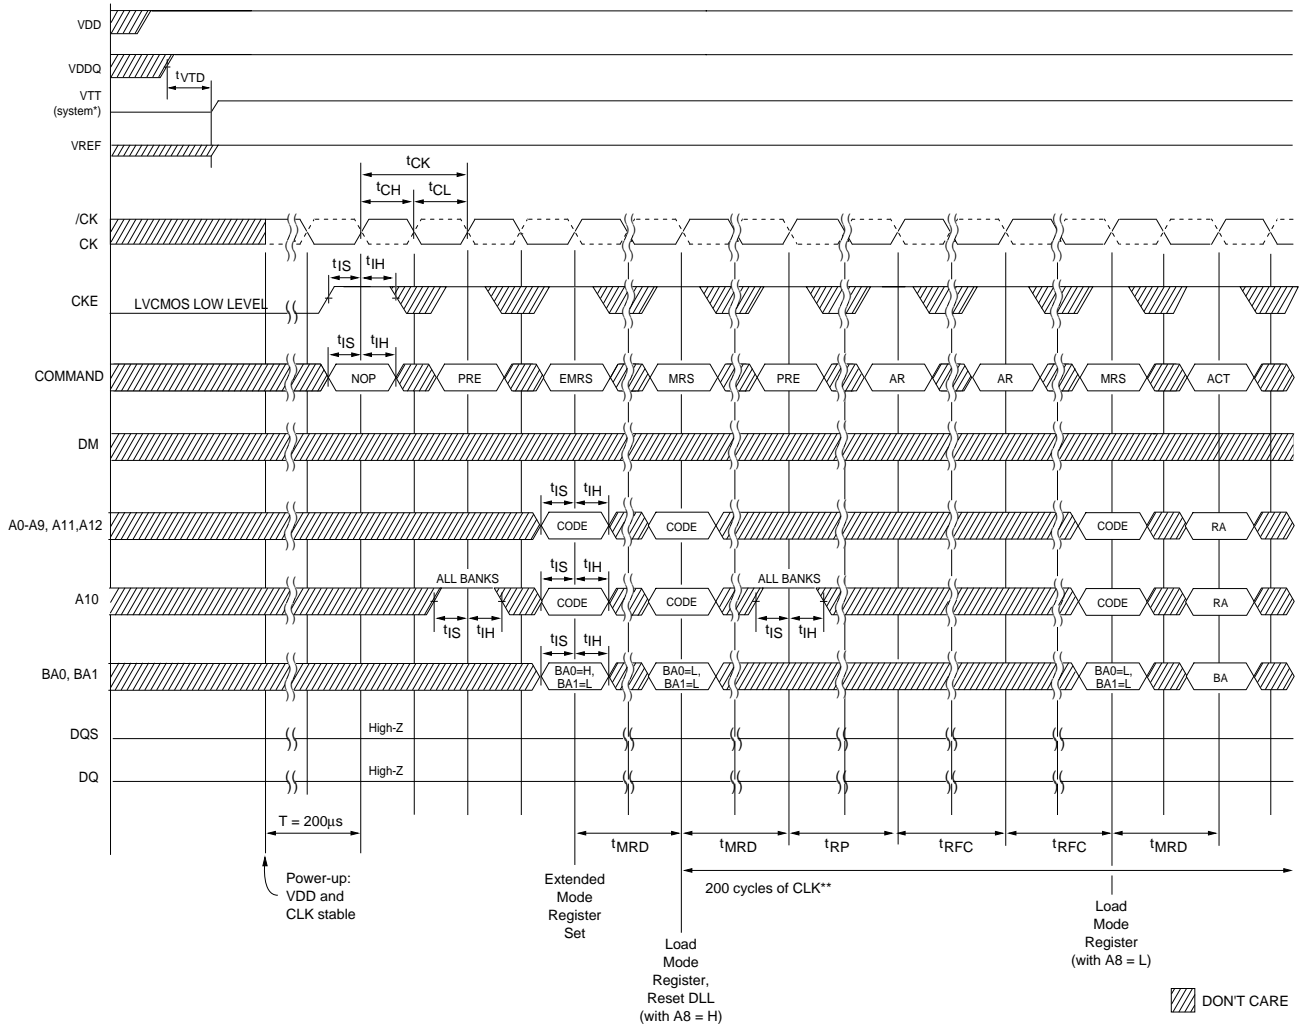 VDD
VDDQ
tVTD
VTT
(system*)
VREF
tCK
tCH
tCL
/CK
CK
tIS
tIH
CKE
LVCMOS LOW LEVEL
tIS
tIH
COMMAND
NOP
PRE
EMRS
MRS
PRE
AR
AR
MRS
ACT
DM
tIS
tIH
A0-A9, A11,A12
CODE
CODE
CODE
RA
ALL BANKS
tIS
tIH
ALL BANKS
A10
CODE
CODE
CODE
RA
tIS
tIH
tIS
tIH
tIS
tIH
BA0, BA1
BA0=H,
BA1=L
BA0=L,
BA1=L
BA0=L,
BA1=L
BA
DQS
High-Z
DQ
High-Z
T = 200µs
tMRD
tMRD
tRP
tRFC
tRFC
tMRD
Power-up:
VDD and
CLK stable
Extended
Mode
Register
Set
200 cycles of CLK**
Load
Mode
Register,
Reset DLL
(with A8 = H)
Load
Mode
Register
(with A8 = L)
DON'T CARE